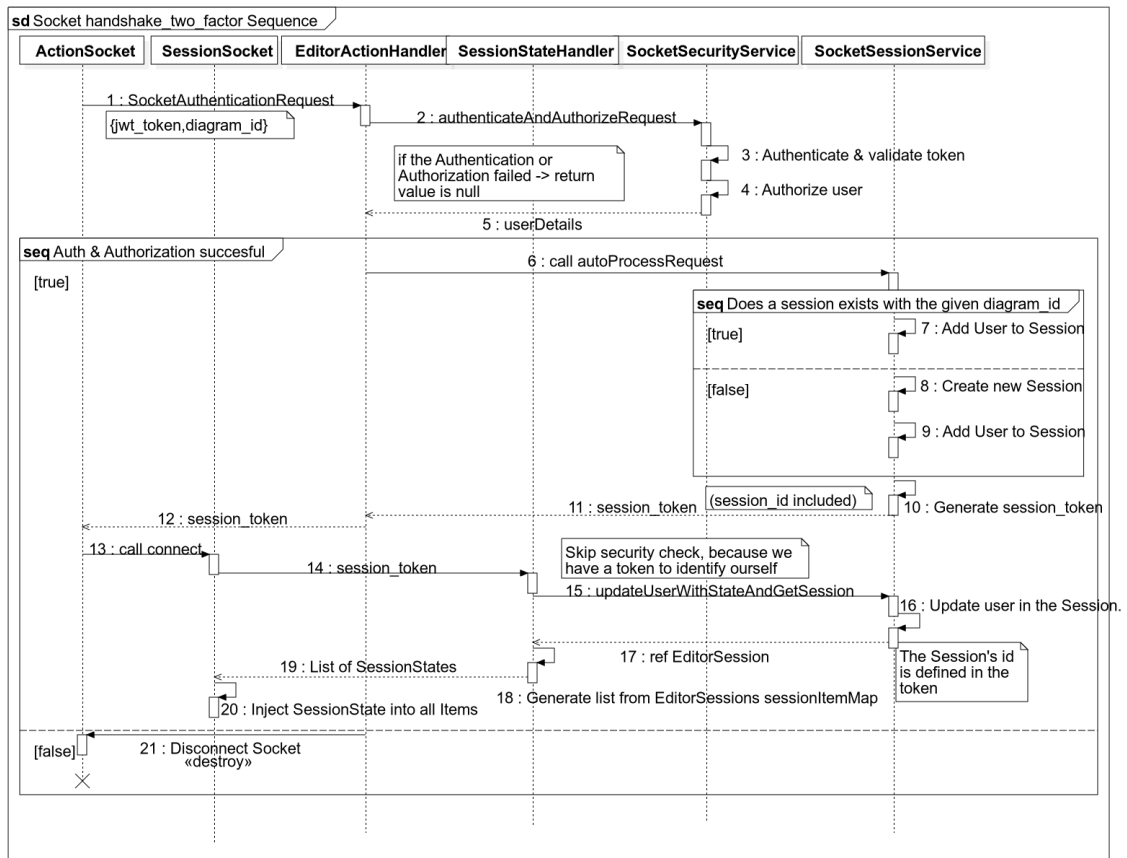 sd Socket handshake_two_factor Sequence
ActionSocket
SessionSocket
EditorActionHandler
SessionStateHandler
SocketSecurityService
SocketSessionService
1 : SocketAuthenticationRequest
{jwt_token,diagram_id}
2 : authenticateAndAuthorizeRequest
if the Authentication or
Authorization failed -> return
value is null
3 : Authenticate & validate token
4 : Authorize user
5 : userDetails
seq Auth & Authorization succesful
[true]
6 : call autoProcessRequest
seq Does a session exists with the given diagram_id
[true]
7 : Add User to Session
[false]
8 : Create new Session
9 : Add User to Session
(session_id included)
10 : Generate session_token
11 : session_token
12 : session_token
13 : call connect
14 : session_token
Skip security check, because we
have a token to identify ourself
15 : updateUserWithStateAndGetSession
16 : Update user in the Session.
17 : ref EditorSession
The Session's id
is defined in the
token
18 : Generate list from EditorSessions sessionItemMap
19 : List of SessionStates
20 : Inject SessionState into all Items
[false]
21 : Disconnect Socket
«destroy»